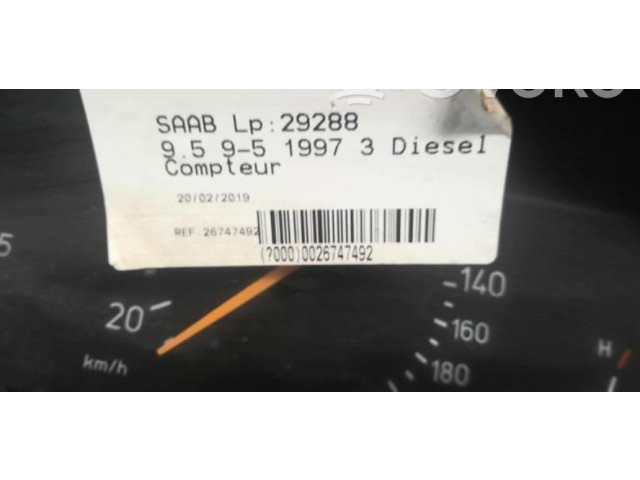 SAAB Lp:29288
9.5 9-5 1997 3 Diesel
Compteur
20/02/2019
REF: 26747492
(?000)0026747492
5
20
km/h
140
160
180
H